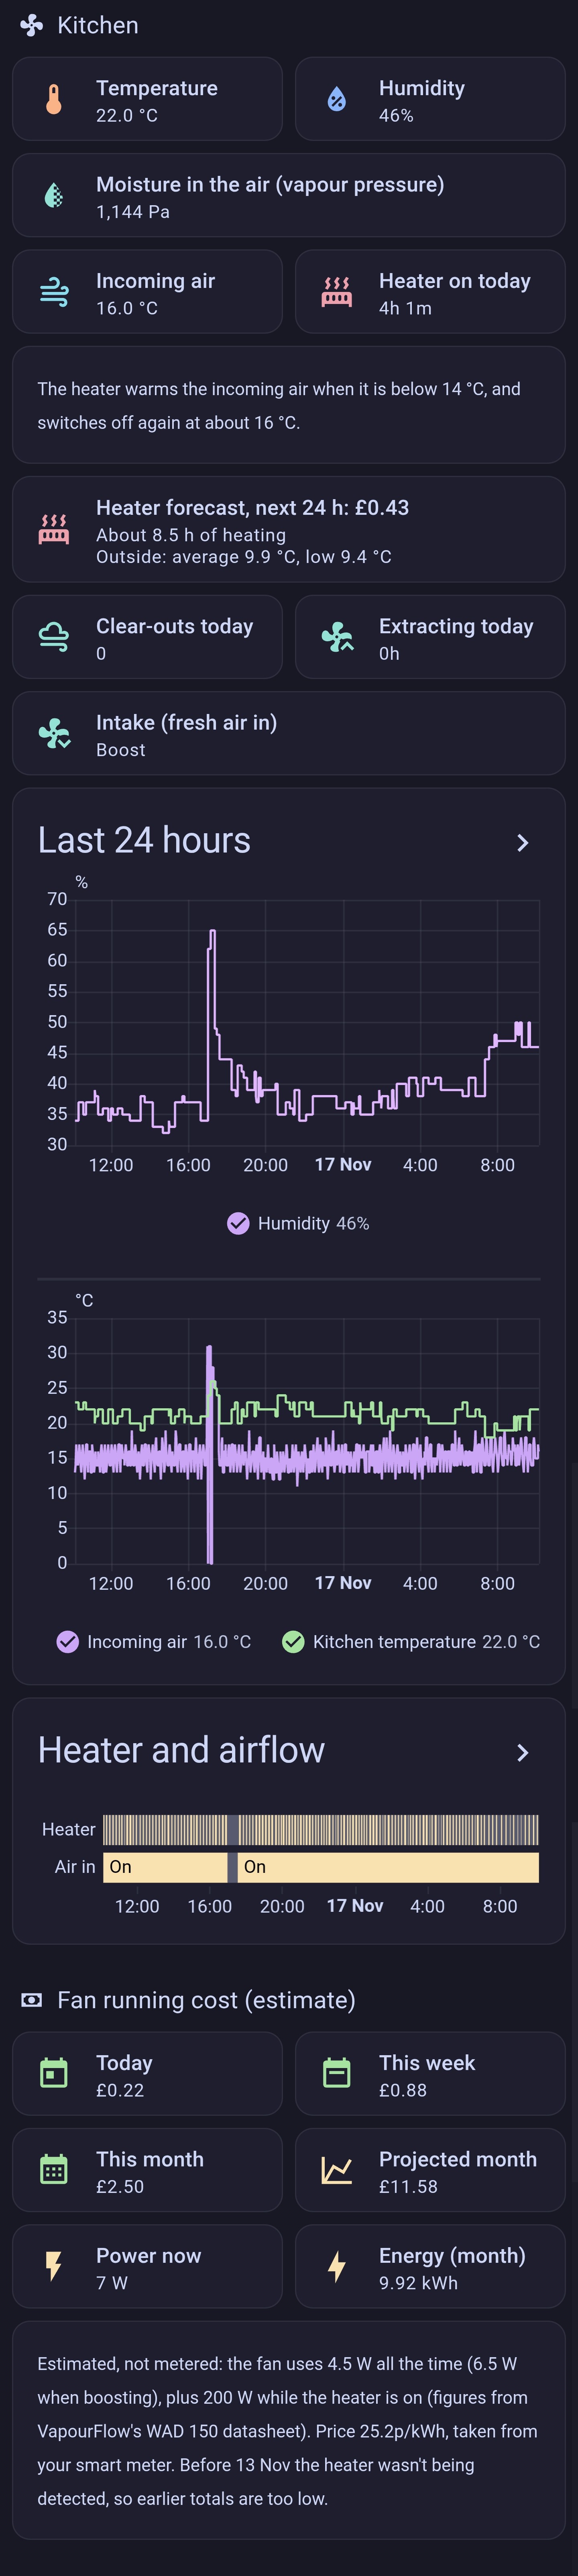 Kitchen
Temperature
22.0 °C
Humidity
46%
Moisture in the air (vapour pressure)
1,144 Pa
Incoming air
16.0 °C
Heater on today
4h 1m
The heater warms the incoming air when it is below 14 °C, and
switches off again at about 16 °C.
Heater forecast, next 24 h: £0.43
About 8.5 h of heating
Outside: average 9.9 °C, low 9.4 °C
Clear-outs today
0
Extracting today
0h
Intake (fresh air in)
Boost
Last 24 hours
%
70
65
60
55
50
45
40
35
30
12:00 16:00 20:00 17 Nov 4:00 8:00
Humidity 46%
°C
35
30
25
20
15
10
5
0
12:00 16:00 20:00 17 Nov 4:00 8:00
Incoming air 16.0 °C Kitchen temperature 22.0 °C
Heater and airflow
Heater
Air in On On
12:00 16:00 20:00 17 Nov 4:00 8:00
Fan running cost (estimate)
Today
£0.22
This week
£0.88
This month
£2.50
Projected month
£11.58
Power now
7 W
Energy (month)
9.92 kWh
Estimated, not metered: the fan uses 4.5 W all the time (6.5 W
when boosting), plus 200 W while the heater is on (figures from
VapourFlow's WAD 150 datasheet). Price 25.2p/kWh, taken from
your smart meter. Before 13 Nov the heater wasn't being
detected, so earlier totals are too low.